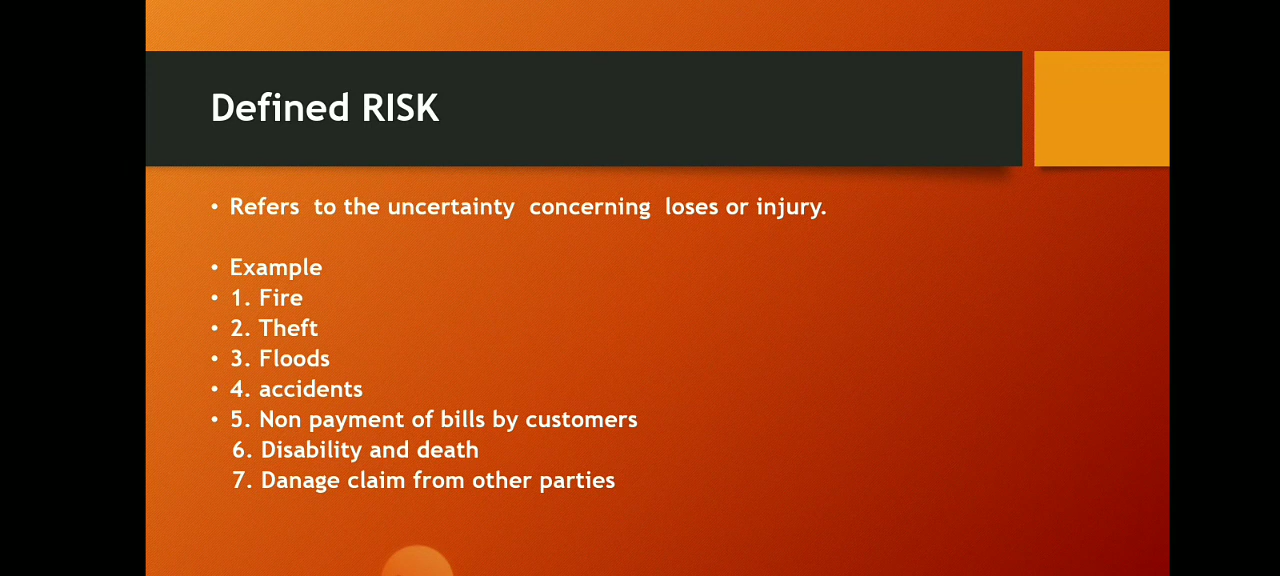 Defined RISK
• Refers to the uncertainty concerning loses or injury.
• Example
• 1. Fire
• 2. Theft
• 3. Floods
• 4. accidents
• 5. Non payment of bills by customers
6. Disability and death
7. Danage claim from other parties